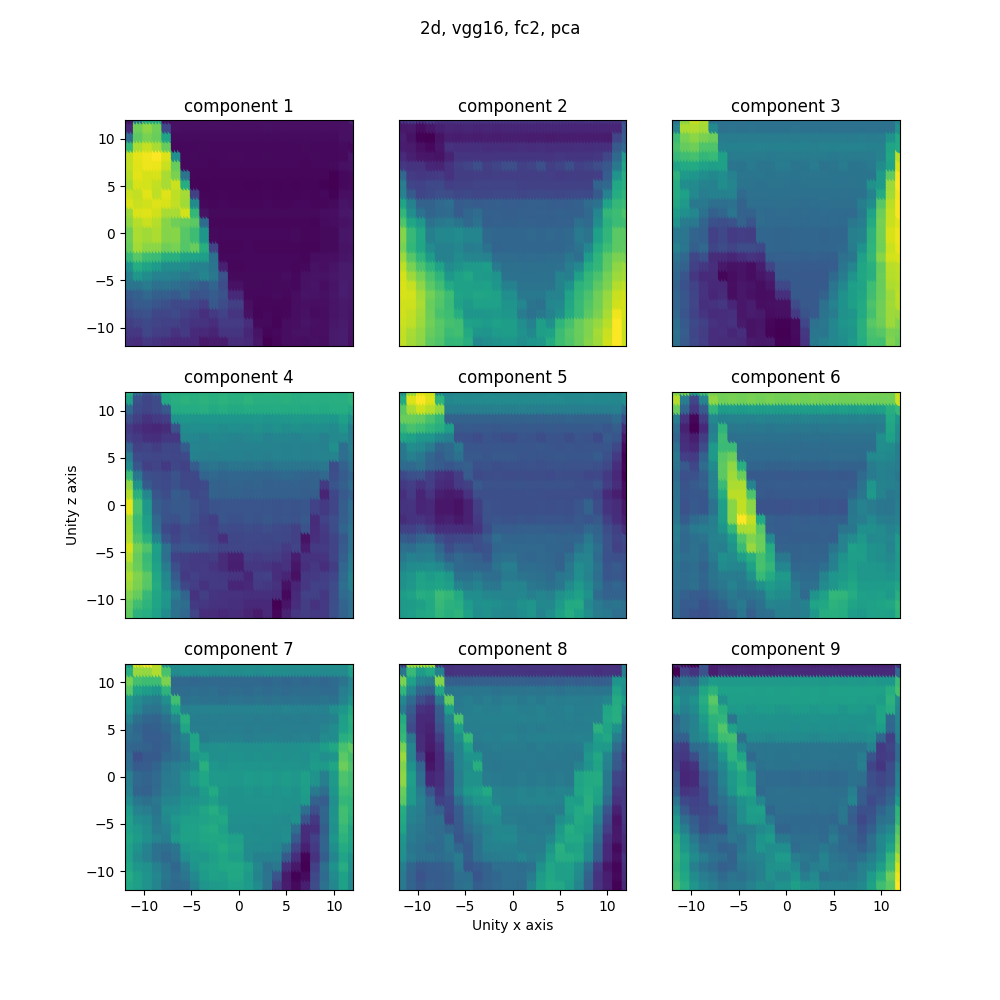 2d, vgg16, fc2, pca
component 1
component 2
component 3
10
5
0
−5
−10
component 4
component 5
component 6
Unity z axis
10
5
0
−5
−10
component 7
component 8
component 9
10
5
0
−5
−10
−10 −5 0 5 10
−10 −5 0 5 10
−10 −5 0 5 10
Unity x axis